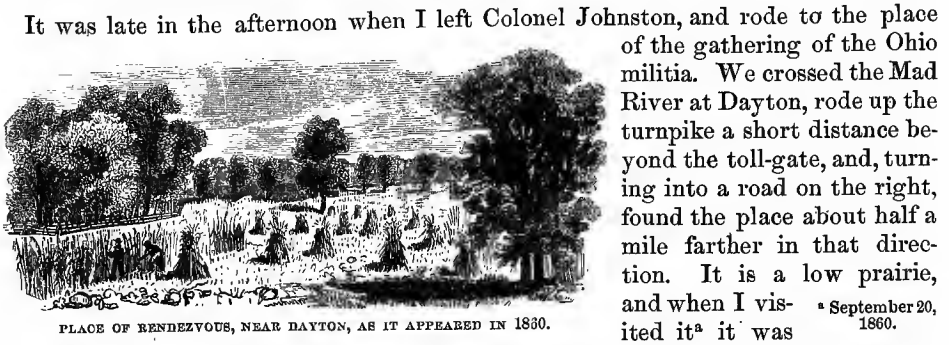 It was late in the afternoon when I left Colonel Johnston, and rode to the place
of the gathering of the Ohio
militia. We crossed the Mad
River at Dayton, rode up the
turnpike a short distance be-
yond the toll-gate, and, turn-
ing into a road on the right,
found the place about half a
mile farther in that direc-
tion. It is a low prairie,
and when I vis-
ited itª it was
ª September 20,
1860.
PLACE OF RENDEZVOUS, NEAR DAYTON, AS IT APPEARED IN 1860.